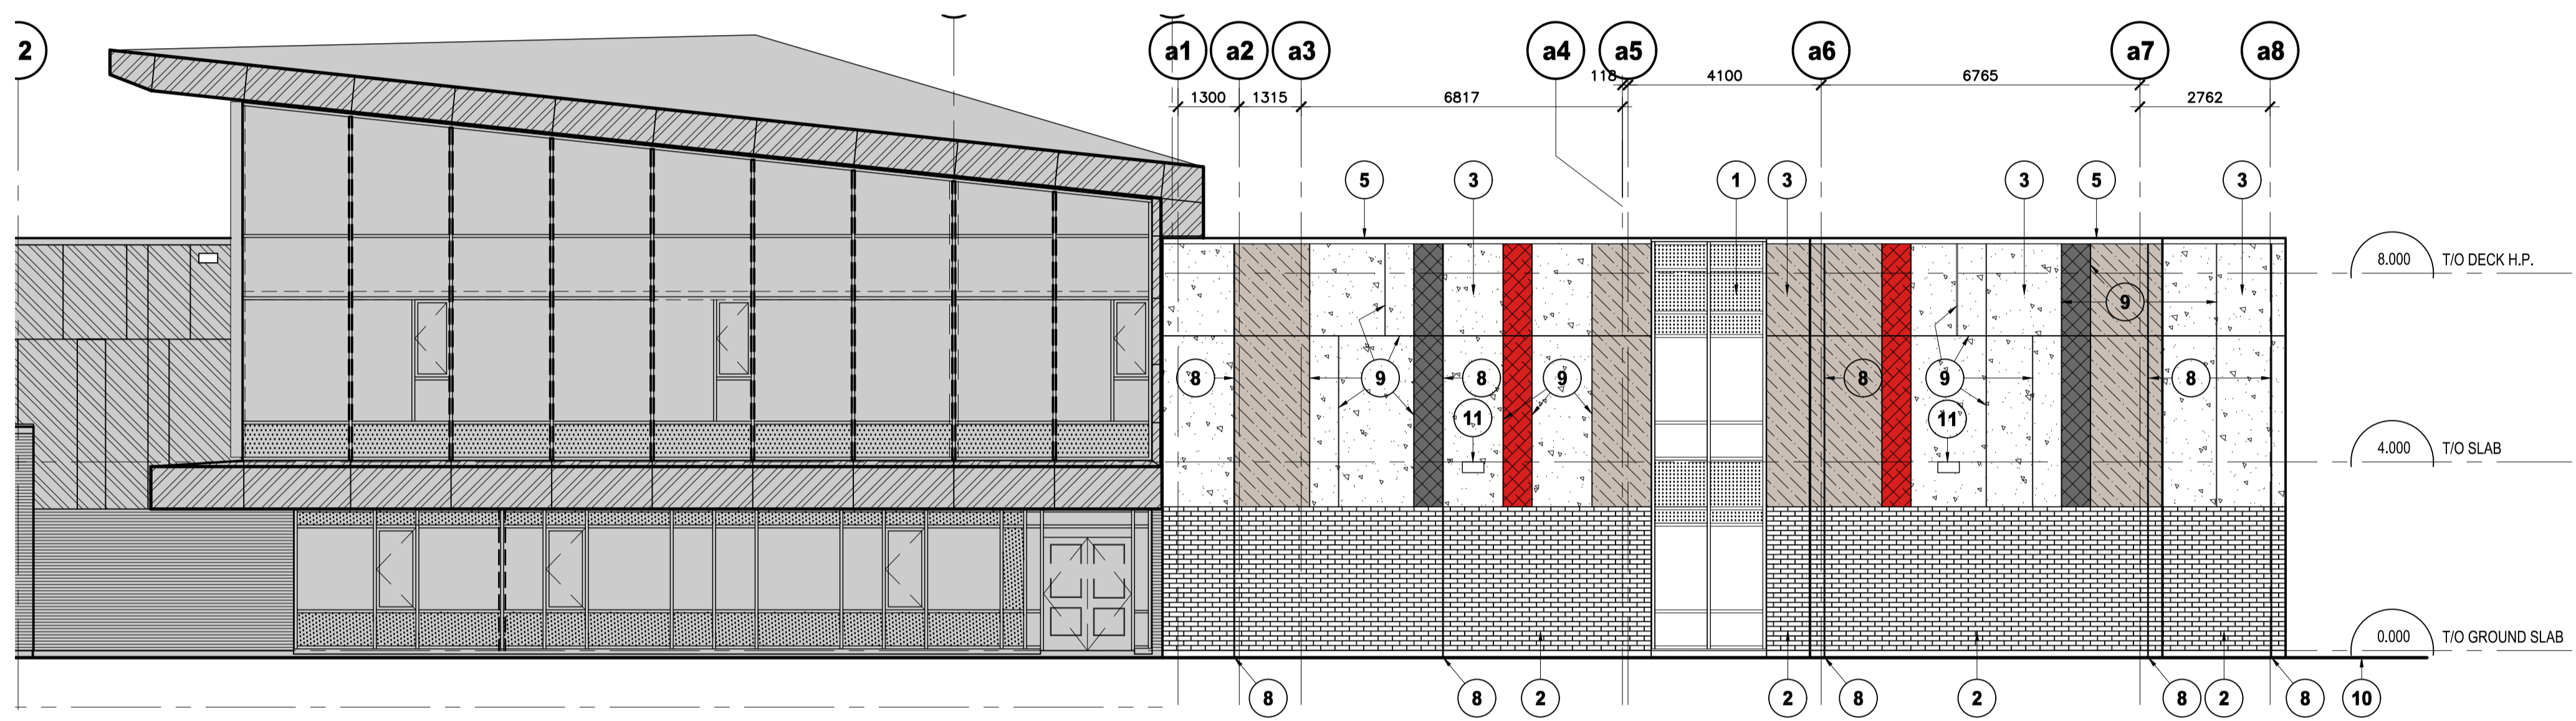 2 a1 a2 a3 a4 a5 a6 a7 a8
118 4100 6765
1300 1315 6817 2762
5 3 1 3 3 5 3
8.000 T/O DECK H.P.
9
8 9 8 9 8 9 8
11 11
4.000 T/O SLAB
0.000 T/O GROUND SLAB
8 8 2 2 8 2 8 2 8 10